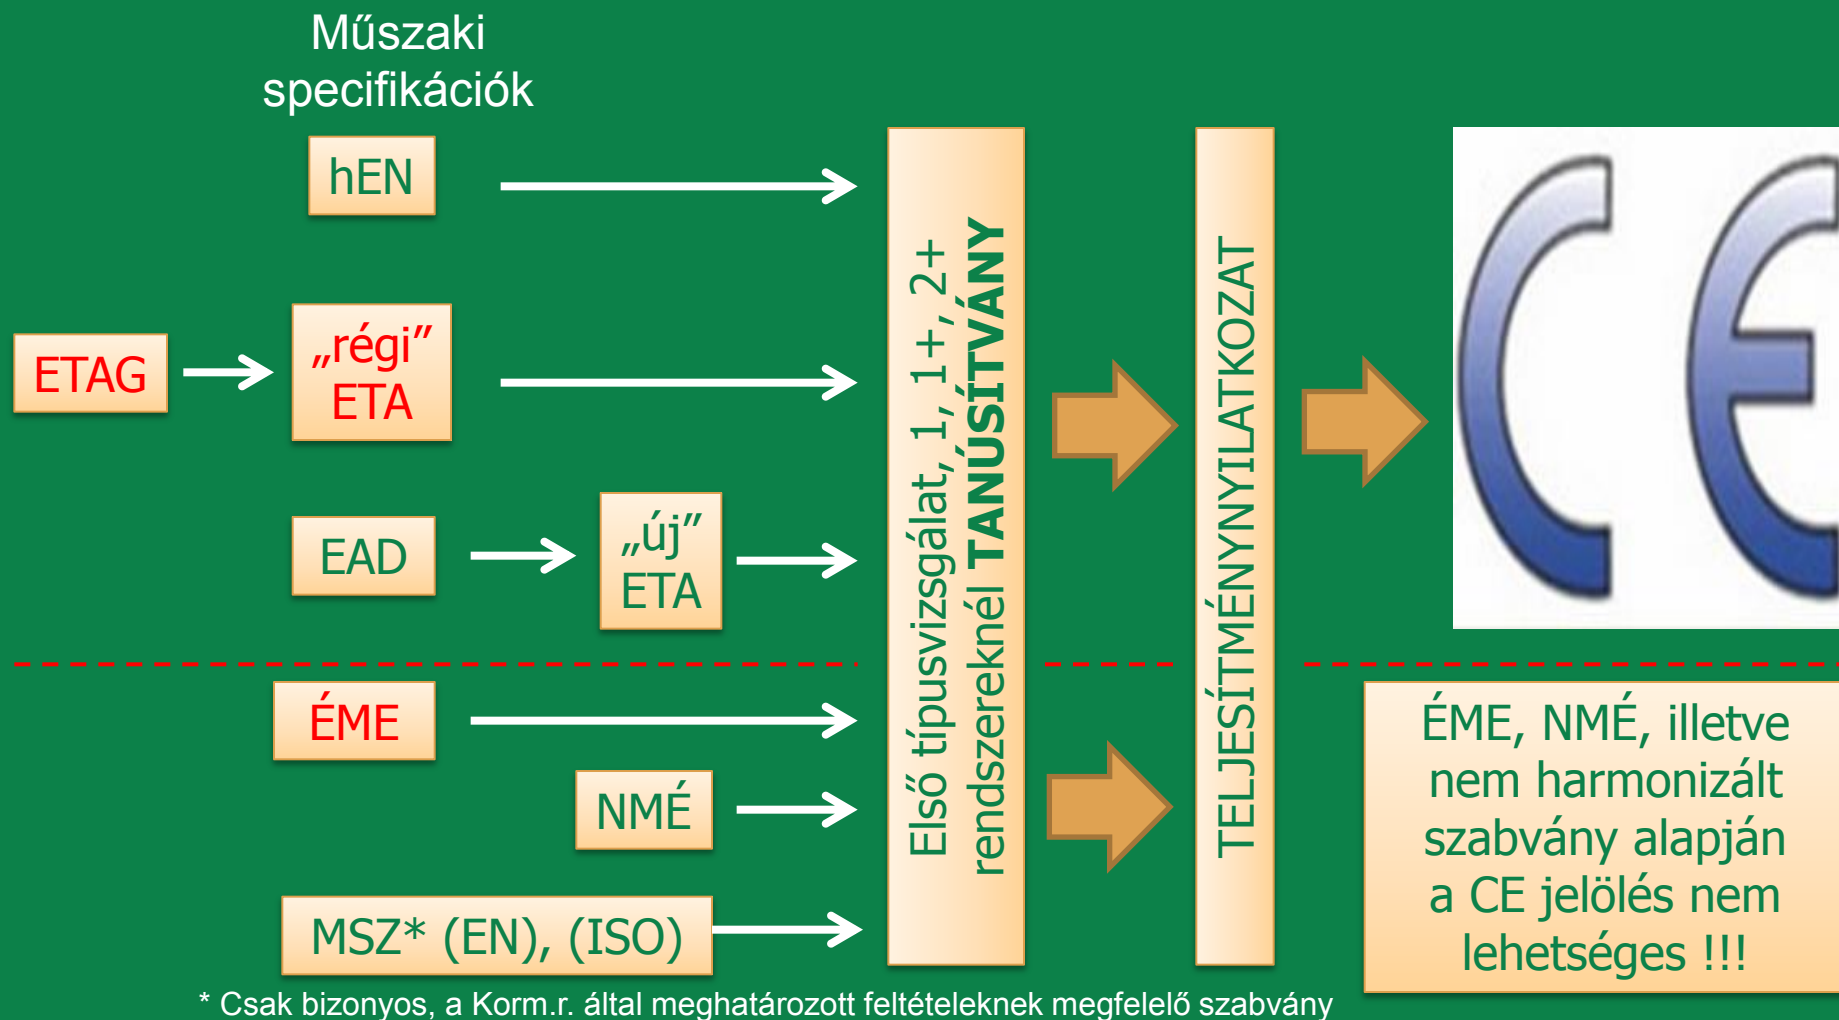 Műszaki
specifikációk
hEN
ETAG
„régi”
ETA
EAD
„új”
ETA
ÉME
NMÉ
MSZ* (EN), (ISO)
Első típusvizsgálat, 1, 1+, 2+
rendszereknél TANÚSÍTVÁNY
TELJESÍTMÉNYNYILATKOZAT
CE
ÉME, NMÉ, illetve
nem harmonizált
szabvány alapján
a CE jelölés nem
lehetséges !!!
* Csak bizonyos, a Korm.r. által meghatározott feltételeknek megfelelő szabvány